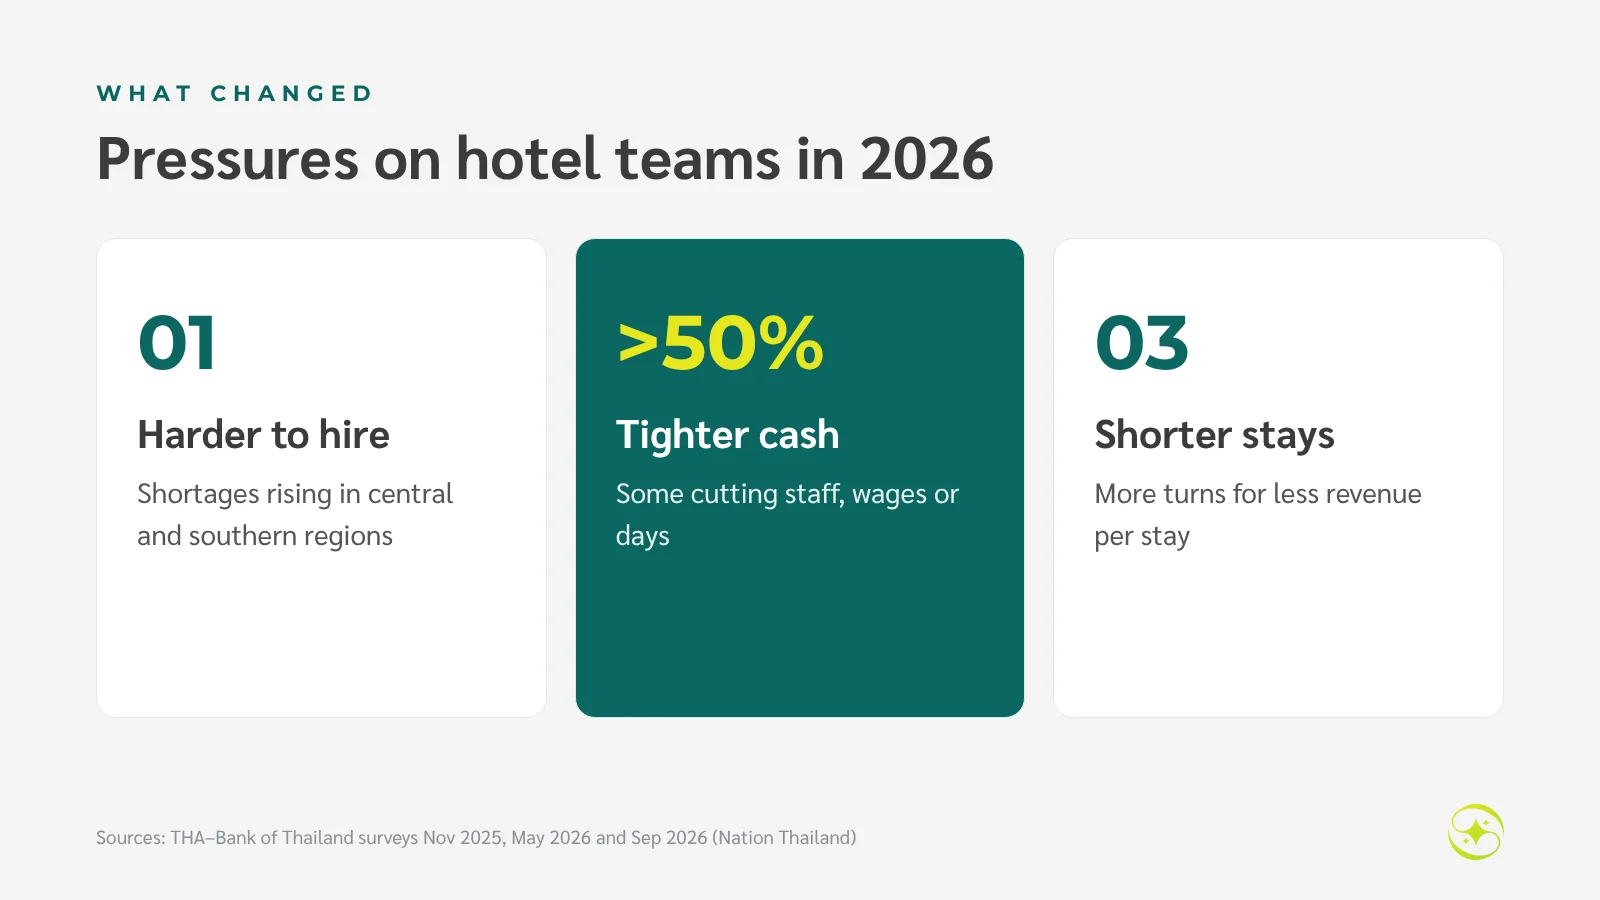 WHAT CHANGED
Pressures on hotel teams in 2026
01
Harder to hire
Shortages rising in central
and southern regions
>50%
Tighter cash
Some cutting staff, wages or
days
03
Shorter stays
More turns for less revenue
per stay
Sources: THA–Bank of Thailand surveys Nov 2025, May 2026 and Sep 2026 (Nation Thailand)